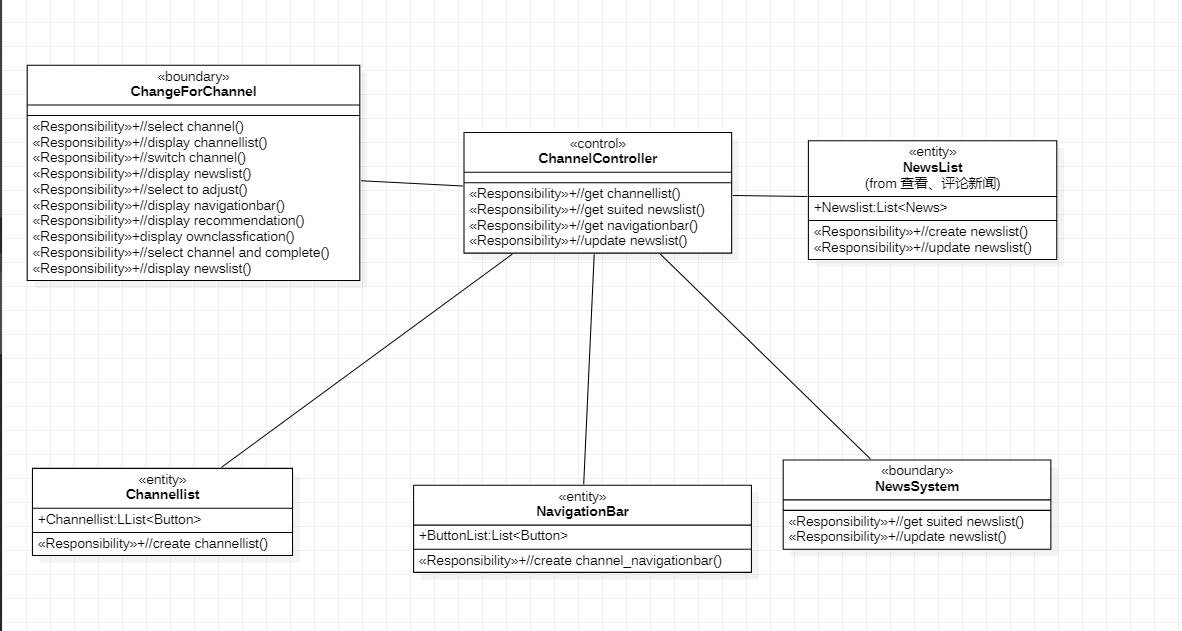 «boundary»
ChangeForChannel
«Responsibility»+//select channel()
«Responsibility»+//display channellist()
«Responsibility»+//switch channel()
«Responsibility»+//display newslist()
«Responsibility»+//select to adjust()
«Responsibility»+//display navigationbar()
«Responsibility»+//display recommendation()
«Responsibility»+display ownclassfication()
«Responsibility»+//select channel and complete()
«Responsibility»+//display newslist()
«control»
ChannelController
«Responsibility»+//get channellist()
«Responsibility»+//get suited newslist()
«Responsibility»+//get navigationbar()
«Responsibility»+//update newslist()
«entity»
NewsList
(from 查看、评论新闻)
+Newslist:List<News>
«Responsibility»+//create newslist()
«Responsibility»+//update newslist()
«entity»
Channellist
+Channellist:LList<Button>
«Responsibility»+//create channellist()
«entity»
NavigationBar
+ButtonList:List<Button>
«Responsibility»+//create channel_navigationbar()
«boundary»
NewsSystem
«Responsibility»+//get suited newslist()
«Responsibility»+//update newslist()